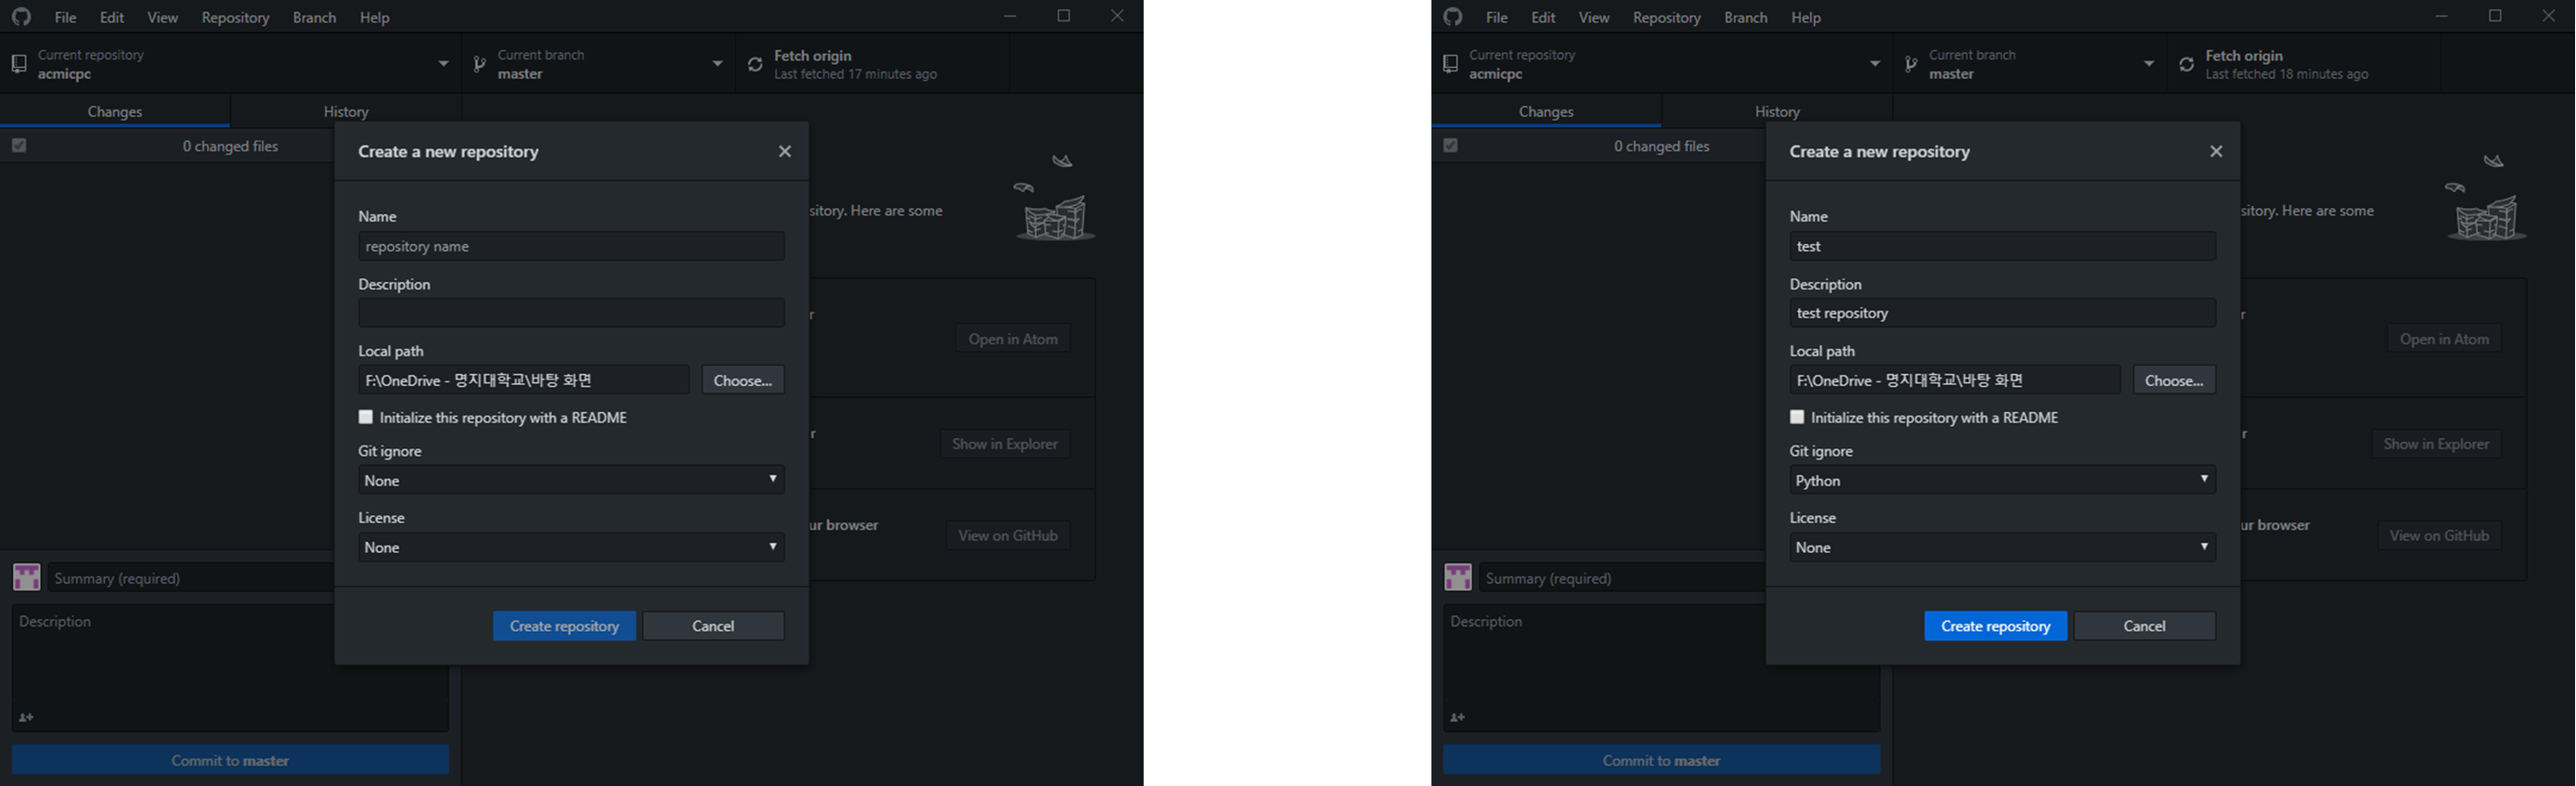 File Edit View Repository Branch Help
Current repository
acmicpc
Current branch
master
Fetch origin
Last fetched 17 minutes ago
Changes
History
0 changed files
Create a new repository
sitory. Here are some
Name
repository name
Description
r
Open in Atom
Local path
F:\OneDrive - 명지대학교\바탕 화면
Choose...
Initialize this repository with a README
r
Show in Explorer
Git ignore
None
License
None
ur browser
View on GitHub
Summary (required)
Description
Create repository
Cancel
Commit to master
File Edit View Repository Branch Help
Current repository
acmicpc
Current branch
master
Fetch origin
Last fetched 18 minutes ago
Changes
History
0 changed files
Create a new repository
sitory. Here are some
Name
test
Description
test repository
r
Open in Atom
Local path
F:\OneDrive - 명지대학교\바탕 화면
Choose...
Initialize this repository with a README
r
Show in Explorer
Git ignore
Python
License
None
ur browser
View on GitHub
Summary (required)
Description
Create repository
Cancel
Commit to master